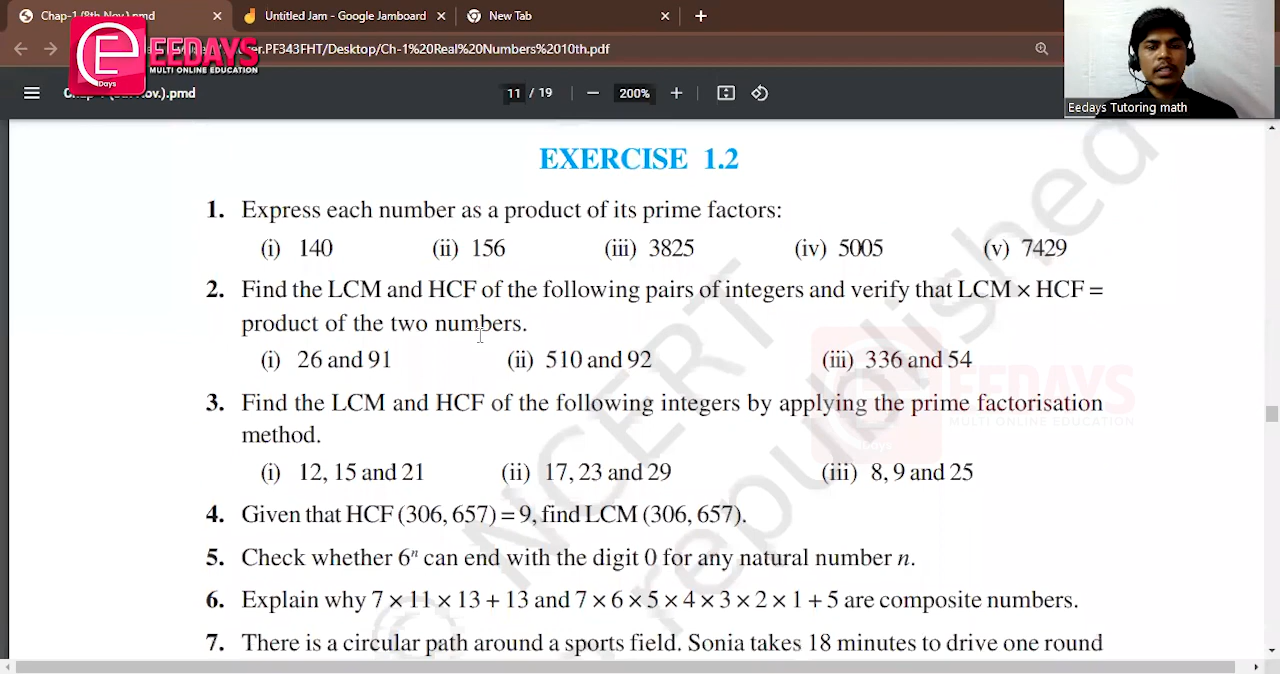 Chap-1 (8th Nov.).pmd
Untitled Jam - Google Jamboard
New Tab
er.PF343FHT/Desktop/Ch-1%20Real%20Numbers%2010th.pdf
EEDAYS
MULTI ONLINE EDUCATION
Days
.pmd
11 / 19
200%
Eedays Tutoring math
EXERCISE 1.2
1. Express each number as a product of its prime factors:
(i) 140 (ii) 156 (iii) 3825 (iv) 5005 (v) 7429
2. Find the LCM and HCF of the following pairs of integers and verify that LCM × HCF =
product of the two numbers.
(i) 26 and 91 (ii) 510 and 92 (iii) 336 and 54
3. Find the LCM and HCF of the following integers by applying the prime factorisation
method.
(i) 12, 15 and 21 (ii) 17, 23 and 29 (iii) 8, 9 and 25
4. Given that HCF (306, 657) = 9, find LCM (306, 657).
5. Check whether 6ⁿ can end with the digit 0 for any natural number n.
6. Explain why 7 × 11 × 13 + 13 and 7 × 6 × 5 × 4 × 3 × 2 × 1 + 5 are composite numbers.
7. There is a circular path around a sports field. Sonia takes 18 minutes to drive one round
© NCERT
republished
EEDAYS
MULTI ONLINE EDUCATION